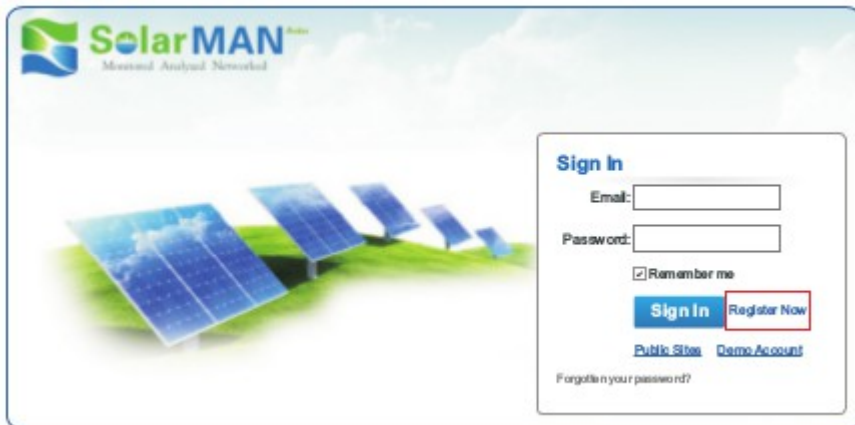 SolarMAN
Monitored Analyzed Networked
Sign In
Email:
Password:
Remember me
Sign In
Register Now
Public Sites
Demo Account
Forgotten your password?